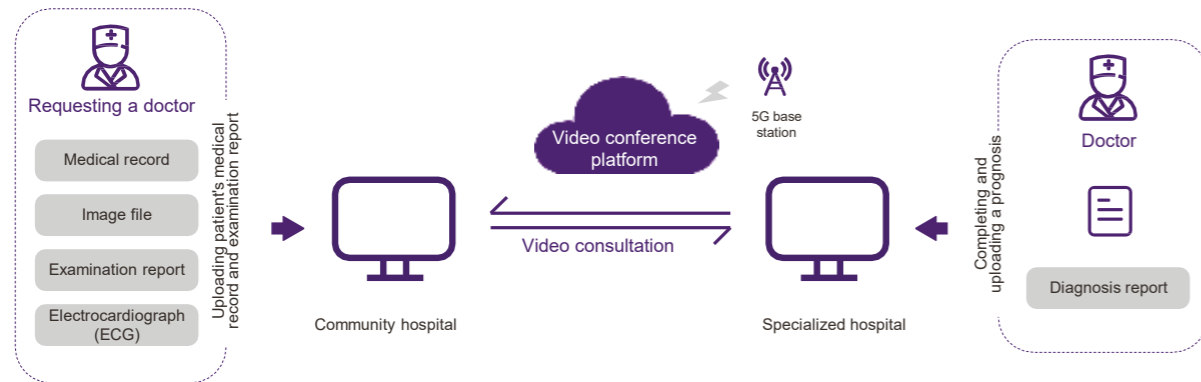 Requesting a doctor
Medical record
Image file
Examination report
Electrocardiograph
(ECG)
Uploading patient's medical
record and examination report
Community hospital
Video conference
platform
5G base
station
Video consultation
Specialized hospital
Completing and
uploading a prognosis
Doctor
Diagnosis report